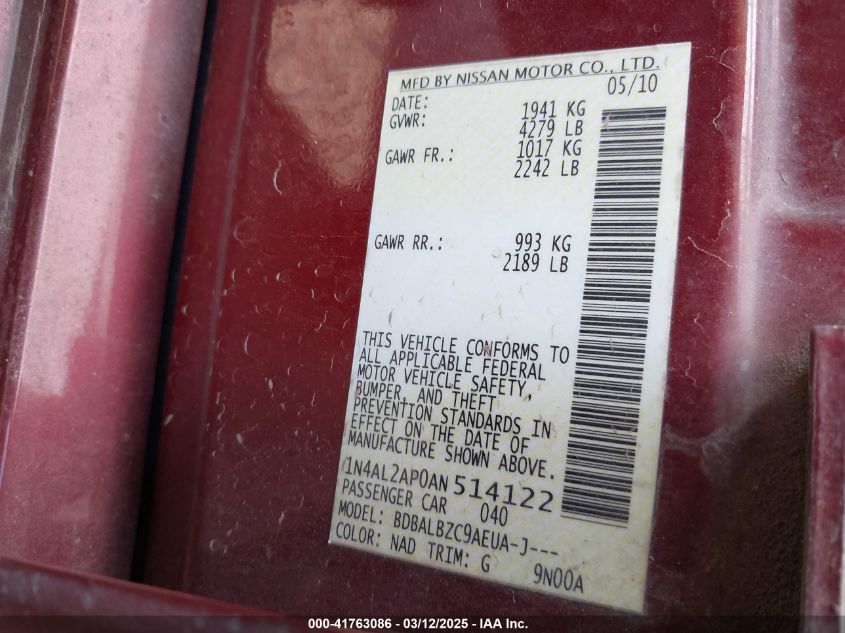 MFD BY NISSAN MOTOR CO., LTD.
DATE: 05/10
GVWR: 1941 KG
4279 LB
GAWR FR.: 1017 KG
2242 LB
GAWR RR.: 993 KG
2189 LB
THIS VEHICLE CONFORMS TO
ALL APPLICABLE FEDERAL
MOTOR VEHICLE SAFETY,
BUMPER, AND THEFT
PREVENTION STANDARDS IN
EFFECT ON THE DATE OF
MANUFACTURE SHOWN ABOVE.
1N4AL2AP0AN514122
PASSENGER CAR 040
MODEL: BDBALBZC9AEUA-J---
COLOR: NAD TRIM: G 9N00A
000-41763086 - 03/12/2025 - IAA Inc.